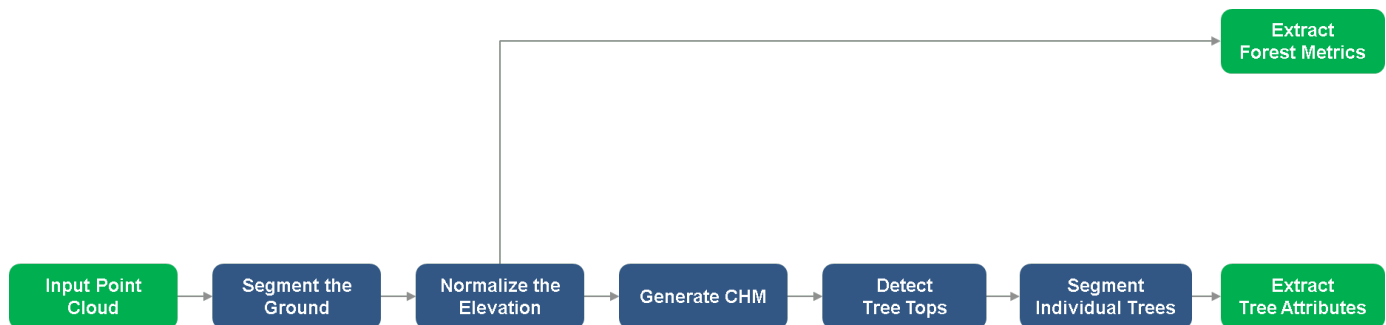 Extract
Forest Metrics
Input Point
Cloud
Segment the
Ground
Normalize the
Elevation
Generate CHM
Detect
Tree Tops
Segment
Individual Trees
Extract
Tree Attributes